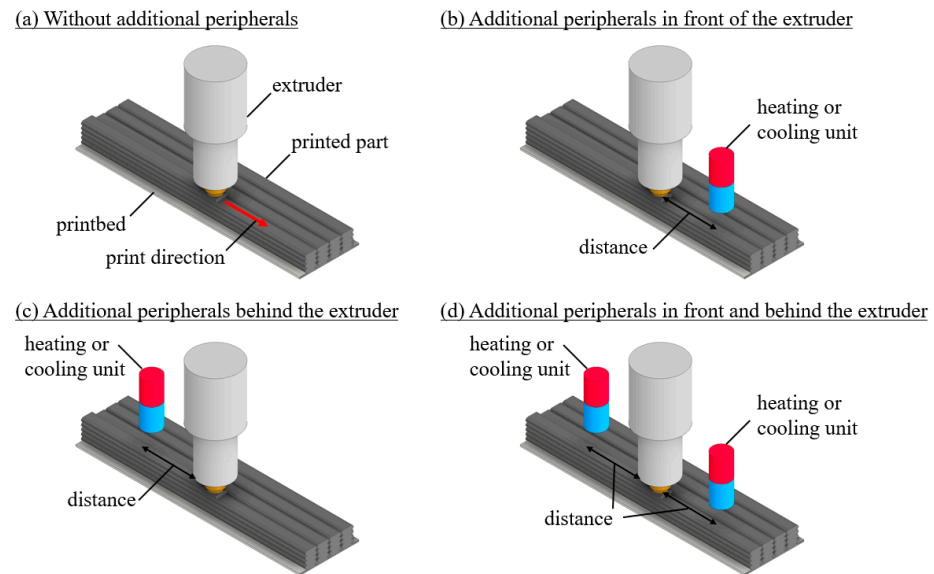 (a) Without additional peripherals
extruder
printed part
printbed
print direction
(b) Additional peripherals in front of the extruder
heating or
cooling unit
distance
(c) Additional peripherals behind the extruder
heating or
cooling unit
distance
(d) Additional peripherals in front and behind the extruder
heating or
cooling unit
heating or
cooling unit
distance